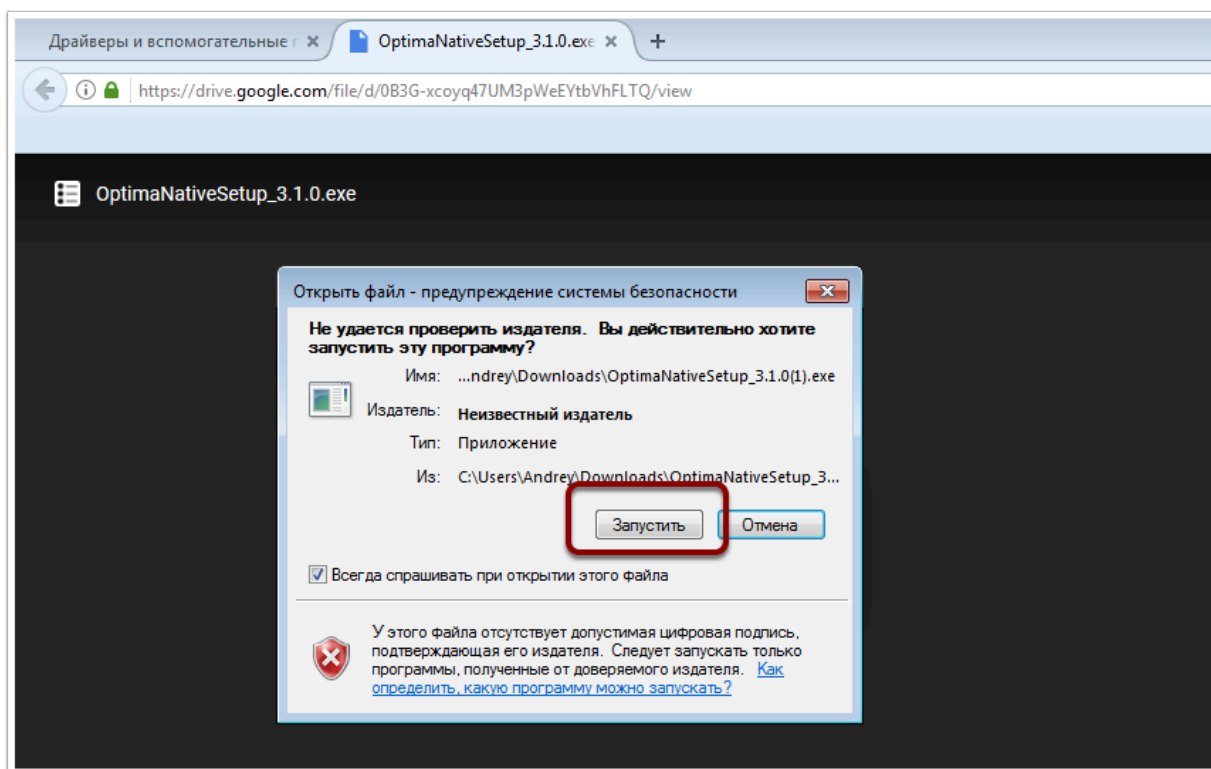 Драйверы и вспомогательные
OptimaNativeSetup_3.1.0.exe
https://drive.google.com/file/d/0B3G-xcoyq47UM3pWeEYtbVhFLTQ/view
OptimaNativeSetup_3.1.0.exe
Открыть файл - предупреждение системы безопасности
Не удается проверить издателя. Вы действительно хотите
запустить эту программу?
Имя: ...ndrey\Downloads\OptimaNativeSetup_3.1.0(1).exe
Издатель: Неизвестный издатель
Тип: Приложение
Из: C:\Users\Andrey\Downloads\OptimaNativeSetup_3...
Запустить Отмена
Всегда спрашивать при открытии этого файла
У этого файла отсутствует допустимая цифровая подпись,
подтверждающая его издателя. Следует запускать только
программы, полученные от доверяемого издателя. Как
определить, какую программу можно запускать?